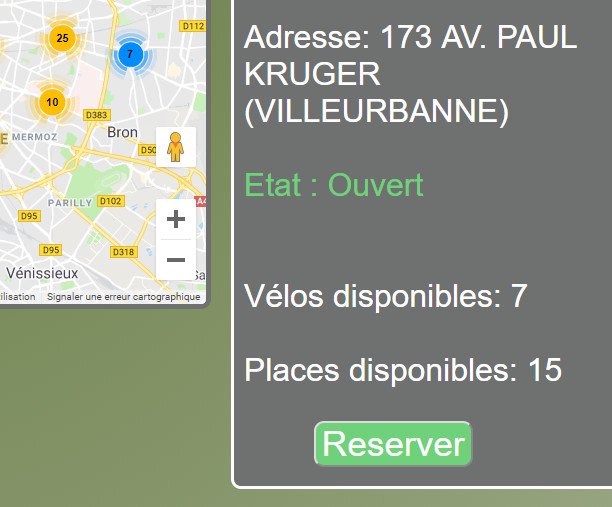 D112
25
7
10
D383
Bron
E MERMOZ
D50
PARILLY
D102
A4
D95
D95
D318
Vénissieux
Sa
ilisation
Signaler une erreur cartographique
Adresse: 173 AV. PAUL
KRUGER
(VILLEURBANNE)
Etat : Ouvert
Vélos disponibles: 7
Places disponibles: 15
Reserver